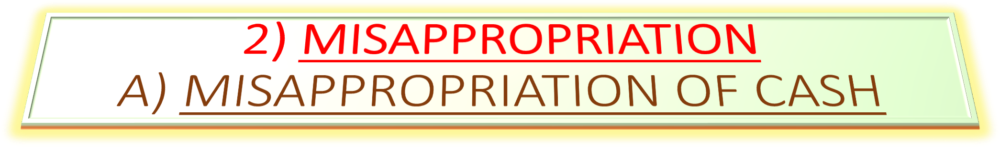 2) MISAPPROPRIATION
A) MISAPPROPRIATION OF CASH